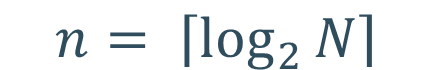 n = ⌈log₂ N⌉